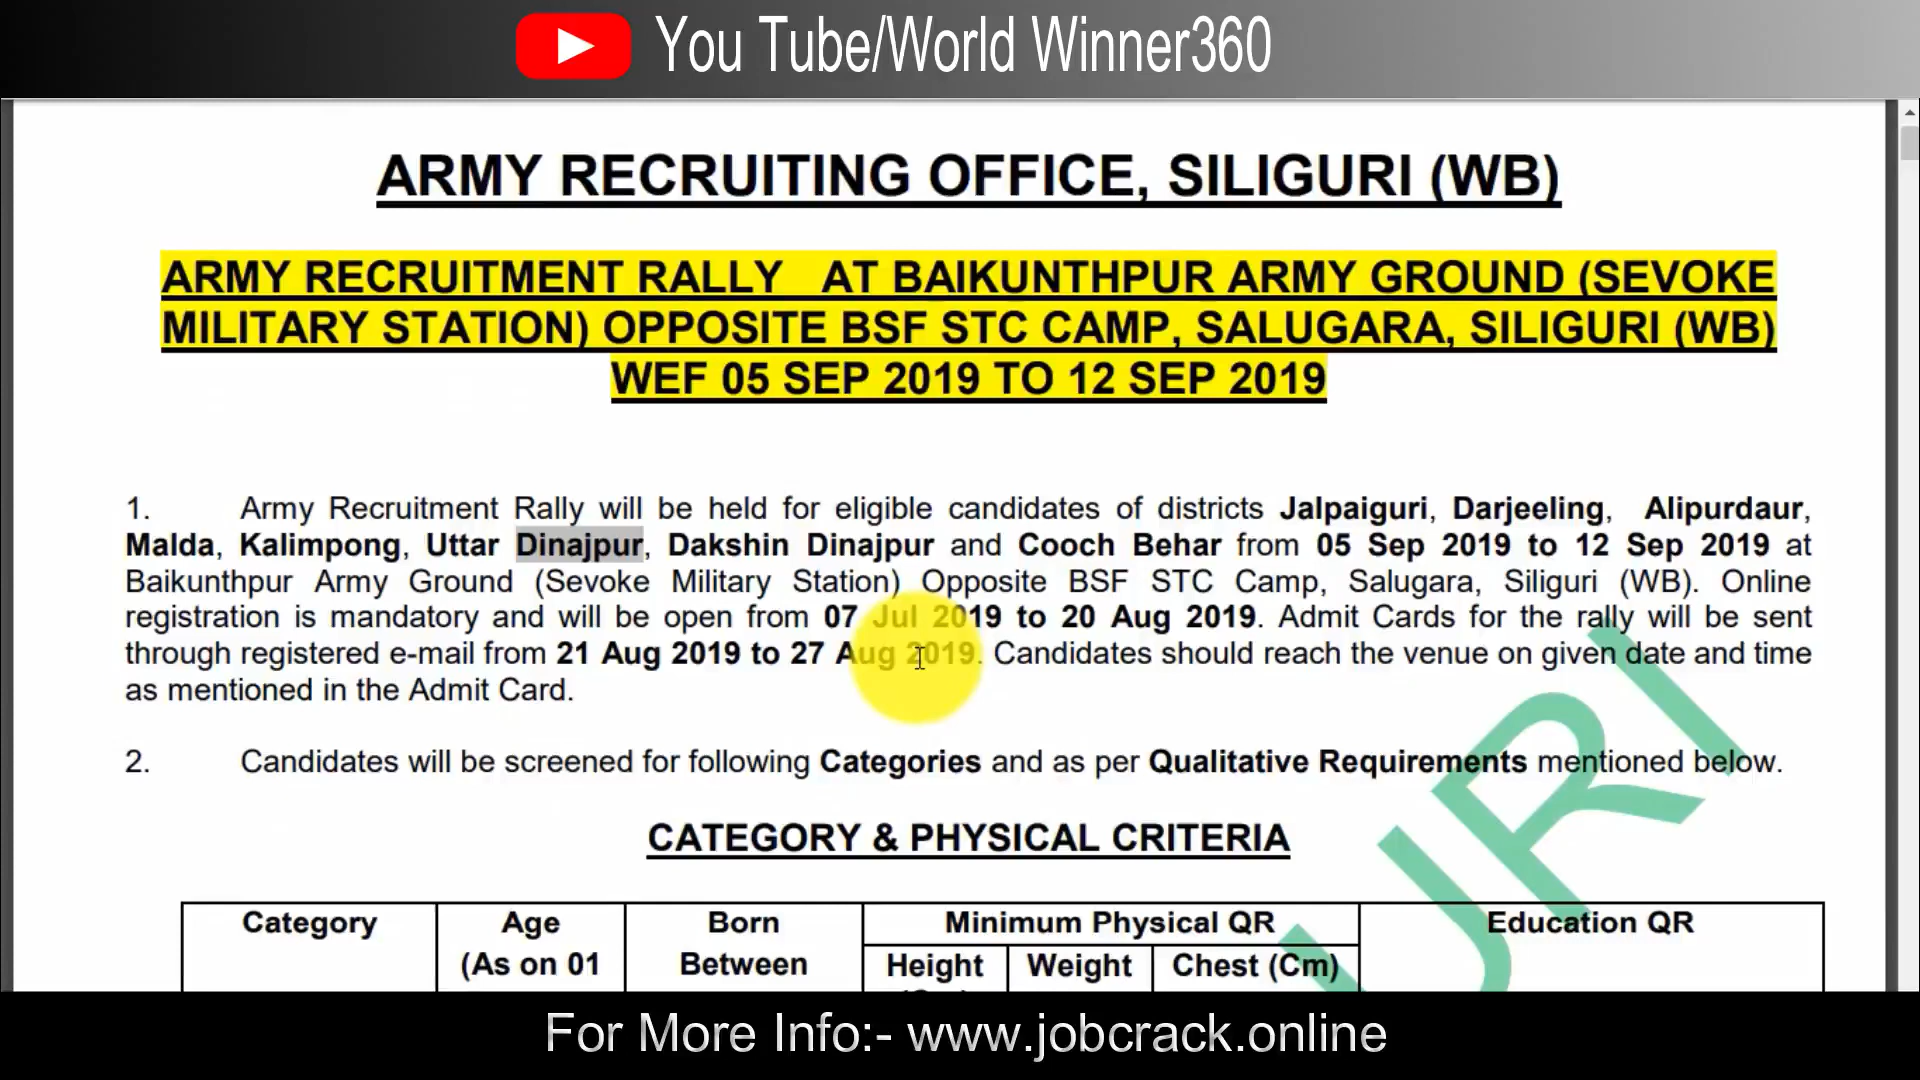 You Tube/World Winner360
ARMY RECRUITING OFFICE, SILIGURI (WB)
ARMY RECRUITMENT RALLY AT BAIKUNTHPUR ARMY GROUND (SEVOKE
MILITARY STATION) OPPOSITE BSF STC CAMP, SALUGARA, SILIGURI (WB)
WEF 05 SEP 2019 TO 12 SEP 2019
1. Army Recruitment Rally will be held for eligible candidates of districts Jalpaiguri, Darjeeling, Alipurdaur,
Malda, Kalimpong, Uttar Dinajpur, Dakshin Dinajpur and Cooch Behar from 05 Sep 2019 to 12 Sep 2019 at
Baikunthpur Army Ground (Sevoke Military Station) Opposite BSF STC Camp, Salugara, Siliguri (WB). Online
registration is mandatory and will be open from 07 Jul 2019 to 20 Aug 2019. Admit Cards for the rally will be sent
through registered e-mail from 21 Aug 2019 to 27 Aug 2019. Candidates should reach the venue on given date and time
as mentioned in the Admit Card.
2. Candidates will be screened for following Categories and as per Qualitative Requirements mentioned below.
CATEGORY & PHYSICAL CRITERIA
Category Age Born Minimum Physical QR Education QR
(As on 01 Between Height Weight Chest (Cm)
URI
For More Info:- www.jobcrack.online